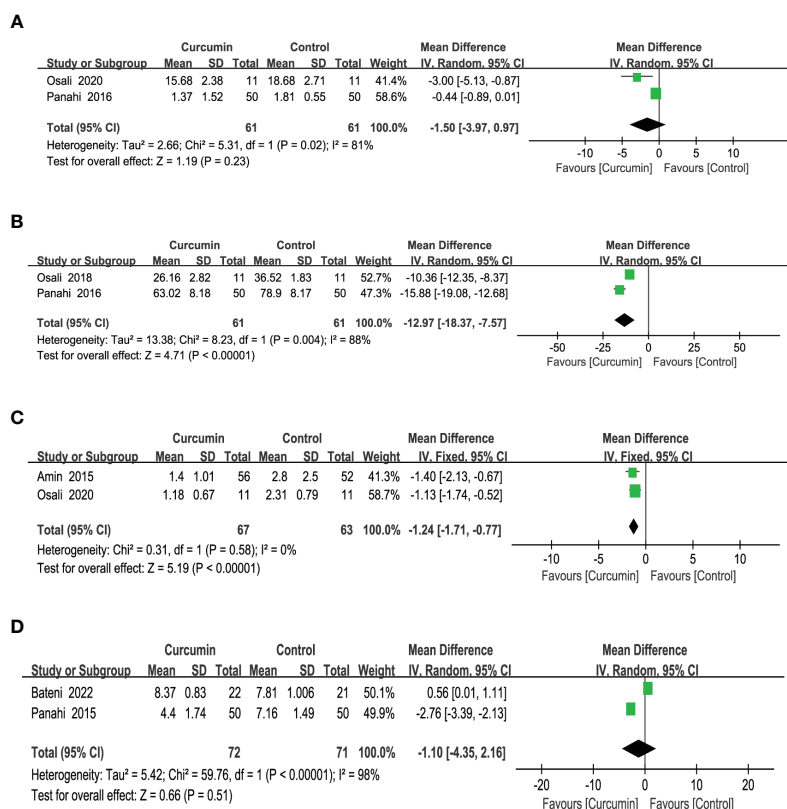 A
Curcumin Control Mean Difference Mean Difference
Study or Subgroup Mean SD Total Mean SD Total Weight IV, Random, 95% CI IV, Random, 95% CI
Osali 2020 15.68 2.38 11 18.68 2.71 11 41.4% -3.00 [-5.13, -0.87]
Panahi 2016 1.37 1.52 50 1.81 0.55 50 58.6% -0.44 [-0.89, 0.01]
Total (95% CI) 61 61 100.0% -1.50 [-3.97, 0.97]
Heterogeneity: Tau² = 2.66; Chi² = 5.31, df = 1 (P = 0.02); I² = 81%
Test for overall effect: Z = 1.19 (P = 0.23)
-10 -5 0 5 10
Favours [Curcumin] Favours [Control]
B
Curcumin Control Mean Difference Mean Difference
Study or Subgroup Mean SD Total Mean SD Total Weight IV, Random, 95% CI IV, Random, 95% CI
Osali 2018 26.16 2.82 11 36.52 1.83 11 52.7% -10.36 [-12.35, -8.37]
Panahi 2016 63.02 8.18 50 78.9 8.17 50 47.3% -15.88 [-19.08, -12.68]
Total (95% CI) 61 61 100.0% -12.97 [-18.37, -7.57]
Heterogeneity: Tau² = 13.38; Chi² = 8.23, df = 1 (P = 0.004); I² = 88%
Test for overall effect: Z = 4.71 (P < 0.00001)
-50 -25 0 25 50
Favours [Curcumin] Favours [Control]
C
Curcumin Control Mean Difference Mean Difference
Study or Subgroup Mean SD Total Mean SD Total Weight IV, Fixed, 95% CI IV, Fixed, 95% CI
Amin 2015 1.4 1.01 56 2.8 2.5 52 41.3% -1.40 [-2.13, -0.67]
Osali 2020 1.18 0.67 11 2.31 0.79 11 58.7% -1.13 [-1.74, -0.52]
Total (95% CI) 67 63 100.0% -1.24 [-1.71, -0.77]
Heterogeneity: Chi² = 0.31, df = 1 (P = 0.58); I² = 0%
Test for overall effect: Z = 5.19 (P < 0.00001)
-10 -5 0 5 10
Favours [Curcumin] Favours [Control]
D
Curcumin Control Mean Difference Mean Difference
Study or Subgroup Mean SD Total Mean SD Total Weight IV, Random, 95% CI IV, Random, 95% CI
Bateni 2022 8.37 0.83 22 7.81 1.006 21 50.1% 0.56 [0.01, 1.11]
Panahi 2015 4.4 1.74 50 7.16 1.49 50 49.9% -2.76 [-3.39, -2.13]
Total (95% CI) 72 71 100.0% -1.10 [-4.35, 2.16]
Heterogeneity: Tau² = 5.42; Chi² = 59.76, df = 1 (P < 0.00001); I² = 98%
Test for overall effect: Z = 0.66 (P = 0.51)
-20 -10 0 10 20
Favours [Curcumin] Favours [Control]